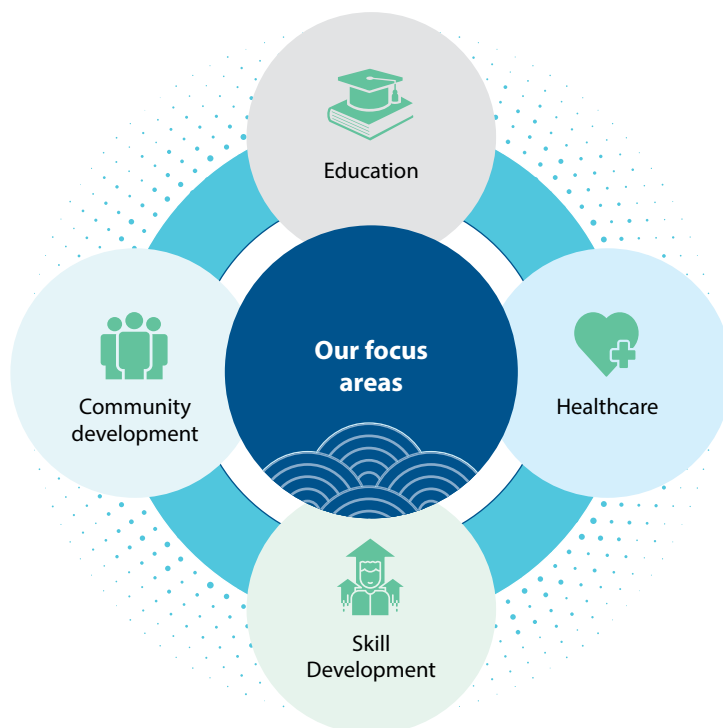 Education
Our focus
areas
Community
development
Healthcare
Skill
Development